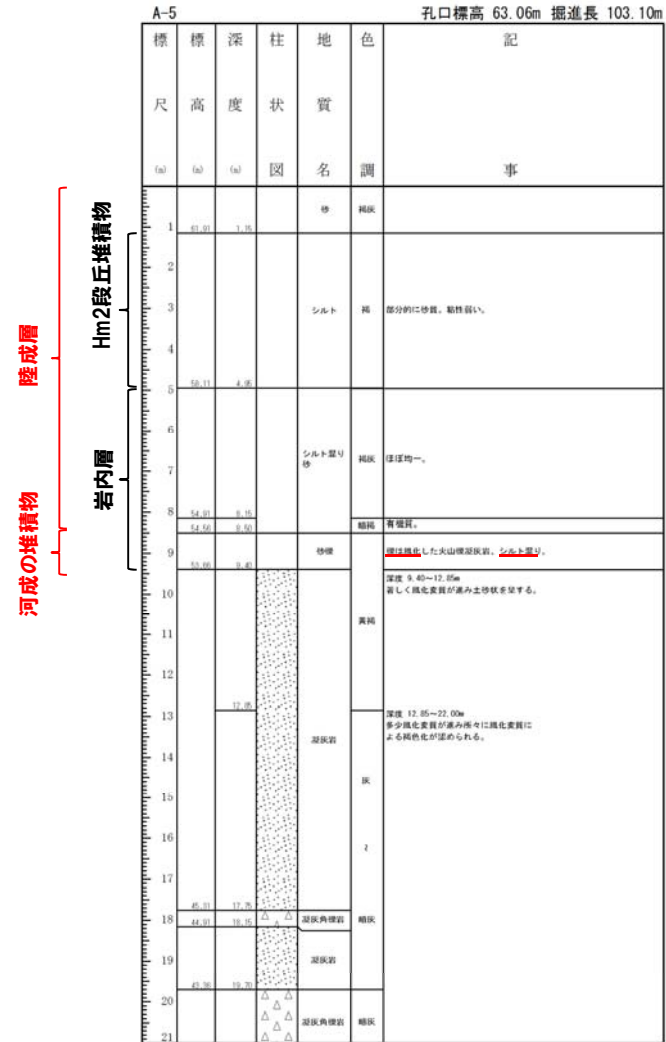 A-5 孔口標高 63.06m 掘進長 103.10m
標尺(m) 標高(m) 深度(m) 柱状図 地質名 色調 記事
陸成層
河成の堆積物
Hm2段丘堆積物
岩内層
砂 褐灰
1 61.91 1.15
2
3 シルト 褐 部分的に砂質。粘性弱い。
4
58.11 4.95
5
6
シルト混り砂 褐灰 ほぼ均一。
7
8
54.91 8.15
暗褐 有機質。
54.56 8.50
9 砂礫 礫は風化した火山礫凝灰岩。シルト混り。
53.66 9.40
深度 9.40~12.85m
著しく風化変質が進み土砂状を呈する。
10
黄褐
11
12
12.85
13 深度 12.85~22.00m
多少風化変質が進み所々に風化変質に
よる褐色化が認められる。
凝灰岩
14
灰
15
16
~
17
45.31 17.75
18 凝灰角礫岩 暗灰
44.91 18.15
19 凝灰岩
43.36 19.70
20
凝灰角礫岩 暗灰
21